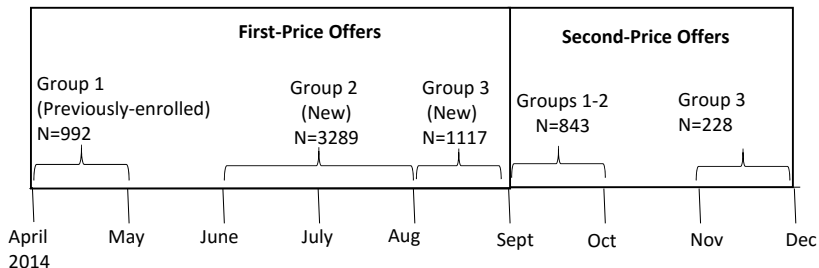 First-Price Offers
Second-Price Offers
Group 1
(Previously-enrolled)
N=992
Group 2
(New)
N=3289
Group 3
(New)
N=1117
Groups 1-2
N=843
Group 3
N=228
April
2014
May
June
July
Aug
Sept
Oct
Nov
Dec